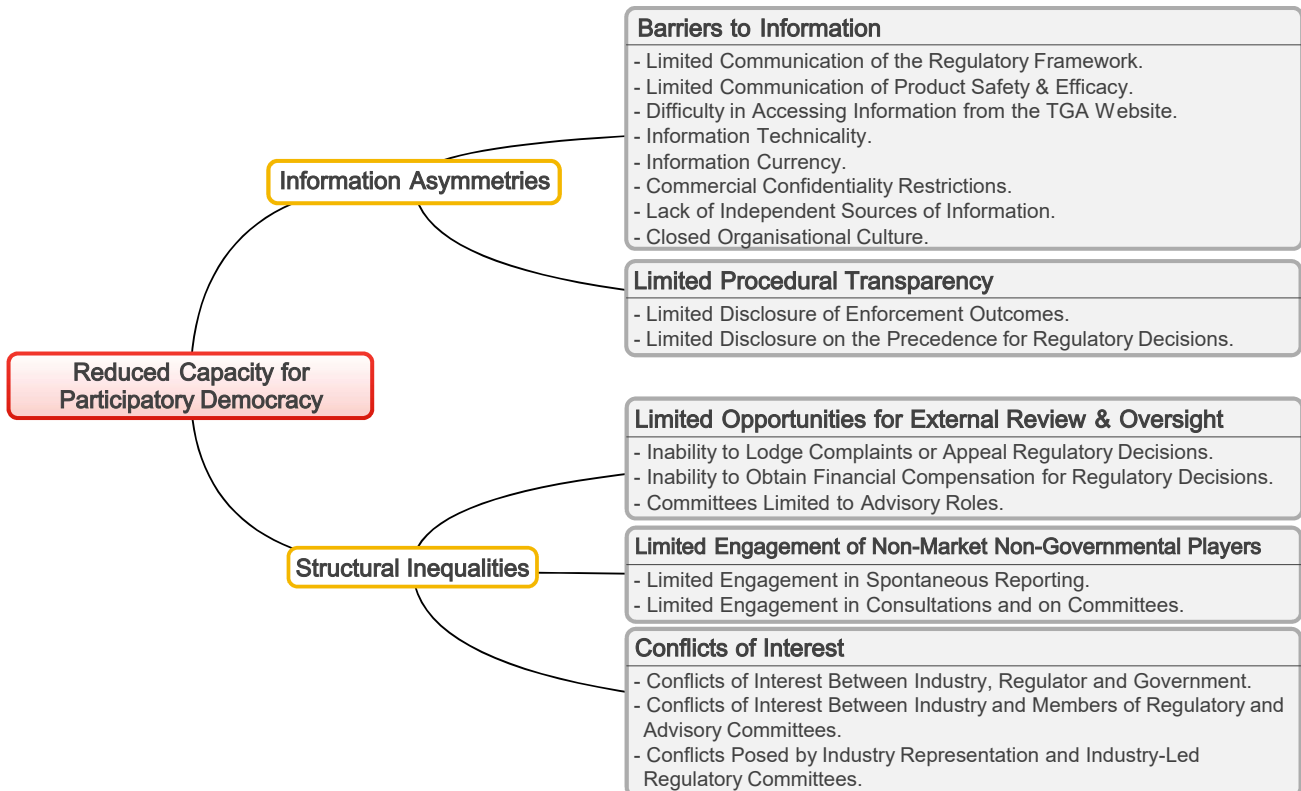 Barriers to Information
- Limited Communication of the Regulatory Framework.
- Limited Communication of Product Safety & Efficacy.
- Difficulty in Accessing Information from the TGA Website.
- Information Technicality.
- Information Currency.
- Commercial Confidentiality Restrictions.
- Lack of Independent Sources of Information.
- Closed Organisational Culture.
Information Asymmetries
Limited Procedural Transparency
- Limited Disclosure of Enforcement Outcomes.
- Limited Disclosure on the Precedence for Regulatory Decisions.
Reduced Capacity for
Participatory Democracy
Limited Opportunities for External Review & Oversight
- Inability to Lodge Complaints or Appeal Regulatory Decisions.
- Inability to Obtain Financial Compensation for Regulatory Decisions.
- Committees Limited to Advisory Roles.
Structural Inequalities
Limited Engagement of Non-Market Non-Governmental Players
- Limited Engagement in Spontaneous Reporting.
- Limited Engagement in Consultations and on Committees.
Conflicts of Interest
- Conflicts of Interest Between Industry, Regulator and Government.
- Conflicts of Interest Between Industry and Members of Regulatory and
Advisory Committees.
- Conflicts Posed by Industry Representation and Industry-Led
Regulatory Committees.